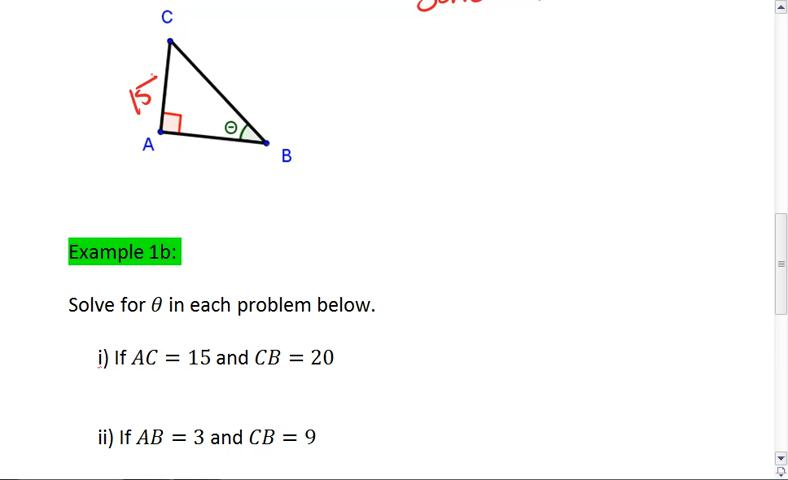 C
15
Θ
A
B
Example 1b:
Solve for θ in each problem below.
i) If AC = 15 and CB = 20
ii) If AB = 3 and CB = 9